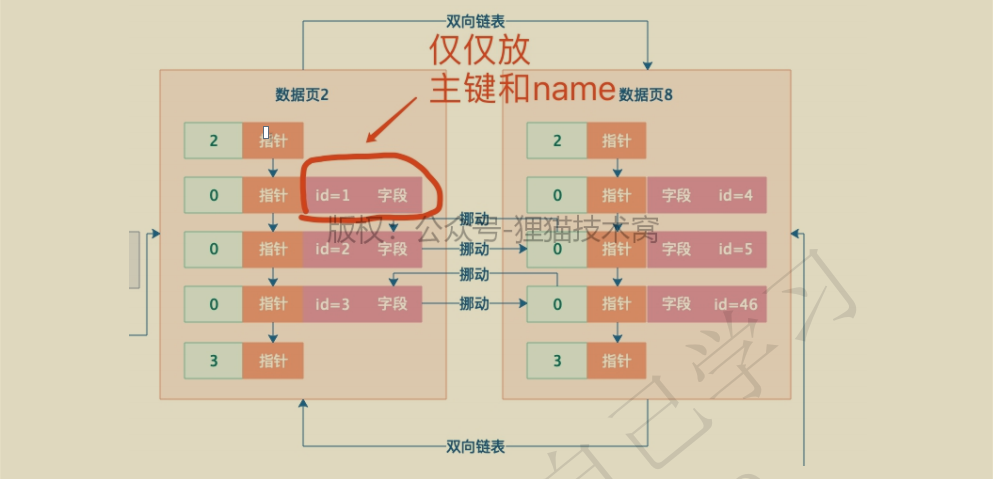 双向链表
仅仅放
主键和name
数据页2
数据页8
2 指针
2 指针
0 指针 id=1 字段
0 指针 字段 id=4
挪动
版权：公众号-狸猫技术窝
0 指针 id=2 字段
挪动
0 指针 字段 id=5
挪动
0 指针 id=3 字段
挪动
0 指针 字段 id=46
3 指针
3 指针
双向链表
自己学习